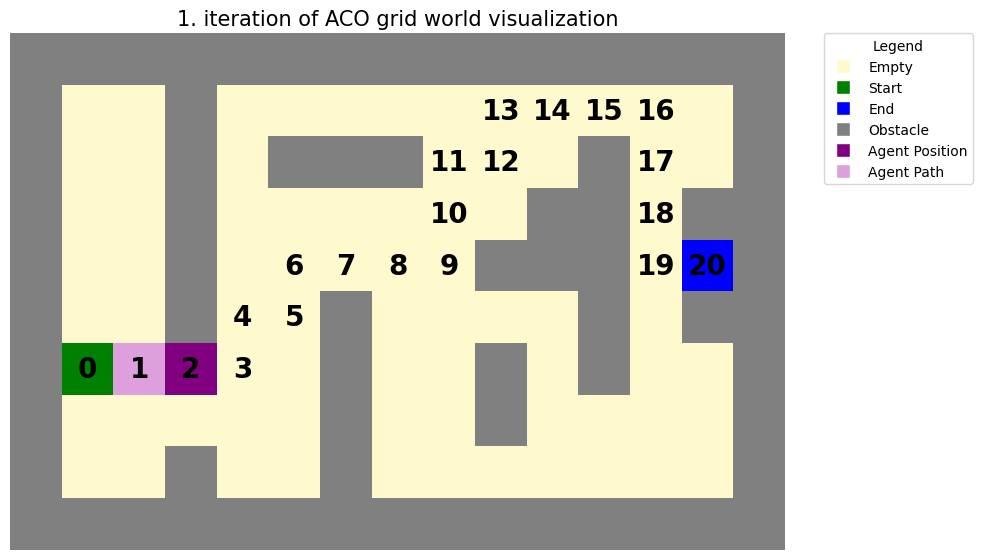 1. iteration of ACO grid world visualization
Legend
Empty
Start
End
Obstacle
Agent Position
Agent Path
13 14 15 16
11 12 17
10 18
6 7 8 9 19 20
4 5
0 1 2 3